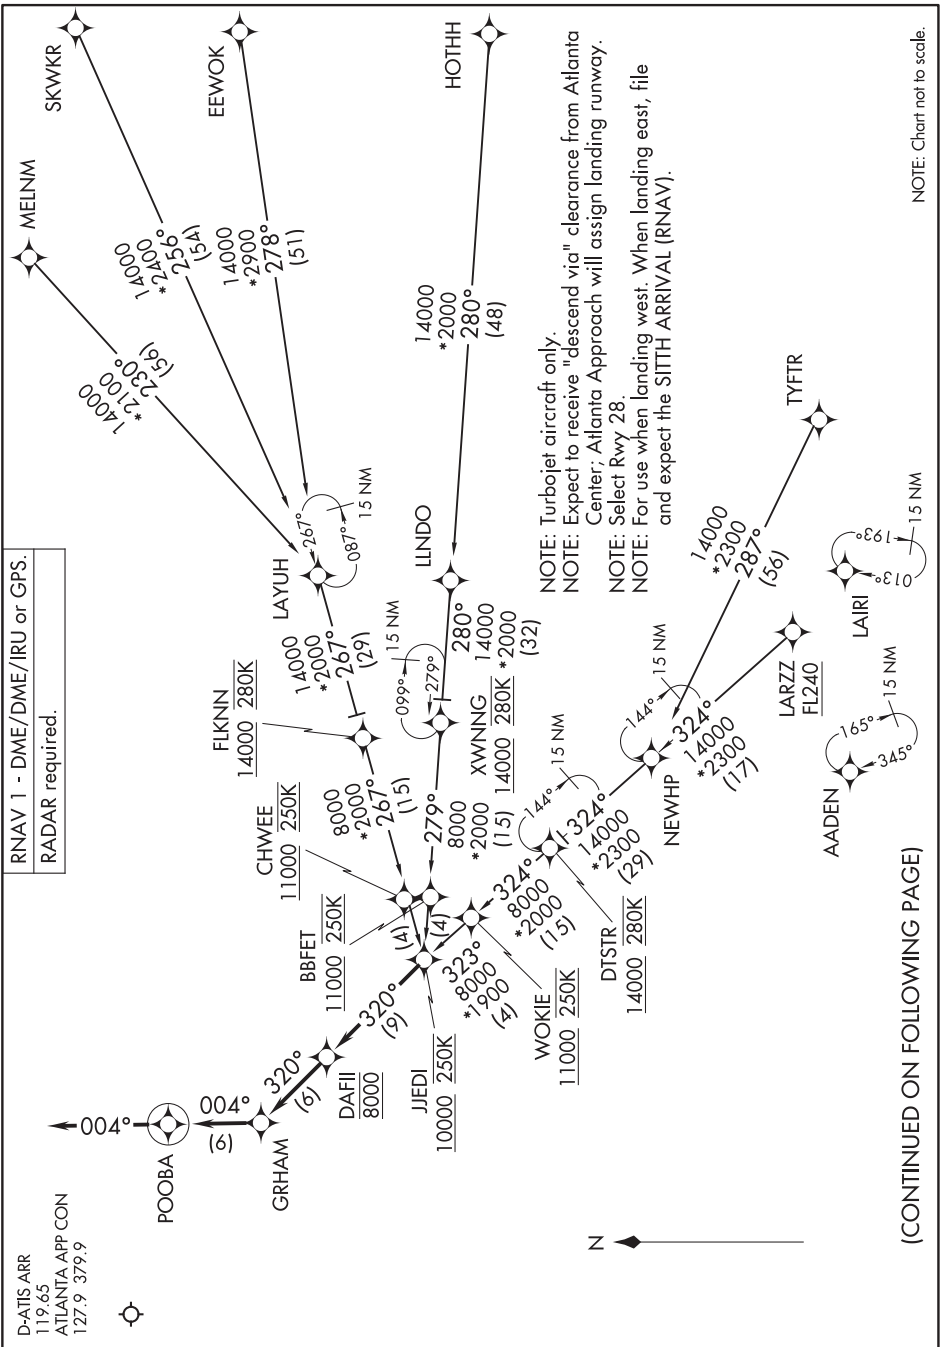 RNAV 1 - DME/DME/IRU or GPS.
RADAR required.
D-ATIS ARR
119.65
ATLANTA APP CON
127.9 379.9
MELNM
SKWKR
EEWOK
HOTHH
14000
*2100
230°
(56)
14000
*2400
256°
(54)
14000
*2900
278°
(51)
14000
*2000
280°
(48)
LAYUH
267°
087°
15 NM
14000
*2000
267°
(29)
FLKNN
14000 280K
8000
*2000
267°
(15)
CHWEE
11000 250K
(4)
LLNDO
280°
14000
*2000
(32)
15 NM
099°
279°
XWNNG
14000 280K
279°
8000
*2000
(15)
BBFET
11000 250K
(4)
TYFTR
14000
*2300
287°
(56)
LARZZ
FL240
324°
14000
*2300
(17)
NEWHP
144°
15 NM
324°
14000
*2300
(29)
DTSTR
14000 280K
144°
15 NM
324°
8000
*2000
(15)
WOKIE
11000 250K
323°
8000
*1900
(4)
JJEDI
10000 250K
320°
(9)
DAFII
8000
320°
(6)
GRHAM
004°
(6)
POOBA
004°
LAIRI
013°
193°
15 NM
AADEN
165°
345°
15 NM
NOTE: Turbojet aircraft only.
NOTE: Expect to receive "descend via" clearance from Atlanta
Center; Atlanta Approach will assign landing runway.
NOTE: Select Rwy 28.
NOTE: For use when landing west. When landing east, file
and expect the SITTH ARRIVAL (RNAV).
N
NOTE: Chart not to scale.
(CONTINUED ON FOLLOWING PAGE)